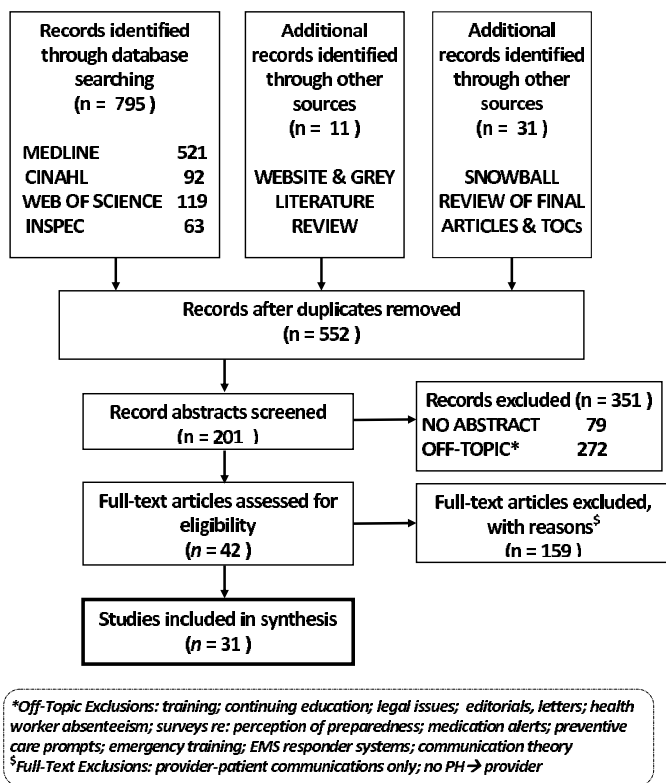 Records identified
through database
searching
(n = 795)
MEDLINE 521
CINAHL 92
WEB OF SCIENCE 119
INSPEC 63
Additional
records identified
through other
sources
(n = 11 )
WEBSITE & GREY
LITERATURE
REVIEW
Additional
records identified
through other
sources
(n = 31 )
SNOWBALL
REVIEW OF FINAL
ARTICLES & TOCs
Records after duplicates removed
(n = 552 )
Record abstracts screened
(n = 201 )
Records excluded (n = 351 )
NO ABSTRACT 79
OFF-TOPIC* 272
Full-text articles assessed for
eligibility
(n = 42 )
Full-text articles excluded,
with reasons$
(n = 159 )
Studies included in synthesis
(n = 31 )
*Off-Topic Exclusions: training; continuing education; legal issues; editorials, letters; health
worker absenteeism; surveys re: perception of preparedness; medication alerts; preventive
care prompts; emergency training; EMS responder systems; communication theory
$Full-Text Exclusions: provider-patient communications only; no PH→ provider